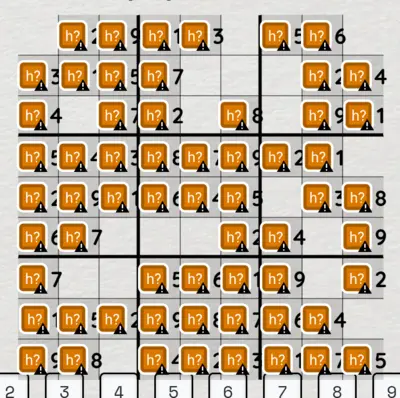 h? 2 h? 9 h? 1 h? 3 h? 5 h? 6
h? 3 h? 1 h? 5 h? 7 h? 2 h? 4
h? 4 h? 7 h? 2 h? 8 h? 9 h? 1
h? 5 h? 4 h? 3 h? 8 h? 7 h? 9 h? 2 h? 1
h? 2 h? 9 h? 1 h? 6 h? 4 h? 5 h? 3 h? 8
h? 6 h? 7 h? 2 h? 4 h? 9
h? 7 h? 5 h? 6 h? 1 h? 9 h? 2
h? 1 h? 5 h? 2 h? 9 h? 8 h? 7 h? 6 h? 4
h? 9 h? 8 h? 4 h? 2 h? 3 h? 1 h? 7 h? 5
2 3 4 5 6 7 8 9